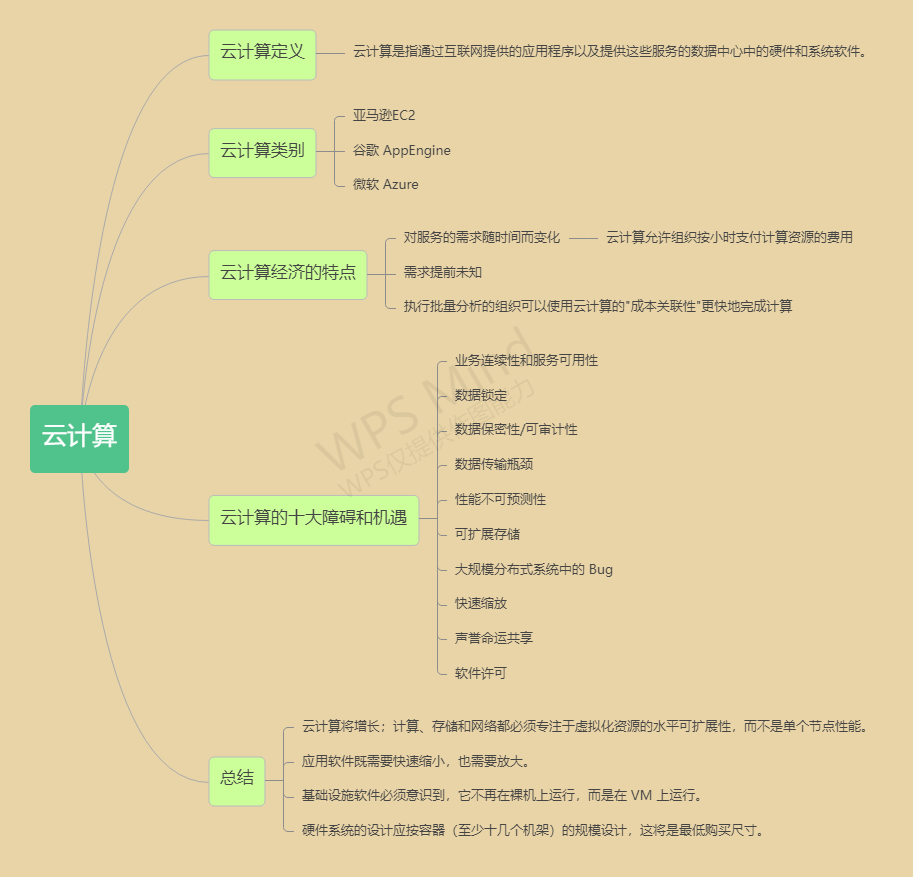 云计算定义
云计算是指通过互联网提供的应用程序以及提供这些服务的数据中心中的硬件和系统软件。
云计算类别
亚马逊EC2
谷歌 AppEngine
微软 Azure
云计算经济的特点
对服务的需求随时间而变化
云计算允许组织按小时支付计算资源的费用
需求提前未知
执行批量分析的组织可以使用云计算的"成本关联性"更快地完成计算
云计算
云计算的十大障碍和机遇
业务连续性和服务可用性
数据锁定
数据保密性/可审计性
数据传输瓶颈
性能不可预测性
可扩展存储
大规模分布式系统中的 Bug
快速缩放
声誉命运共享
软件许可
总结
云计算将增长；计算、存储和网络都必须专注于虚拟化资源的水平可扩展性，而不是单个节点性能。
应用软件既需要快速缩小，也需要放大。
基础设施软件必须意识到，它不再在裸机上运行，而是在 VM 上运行。
硬件系统的设计应按容器（至少十几个机架）的规模设计，这将是最低购买尺寸。
WPS Mind
WPS仅提供作图能力